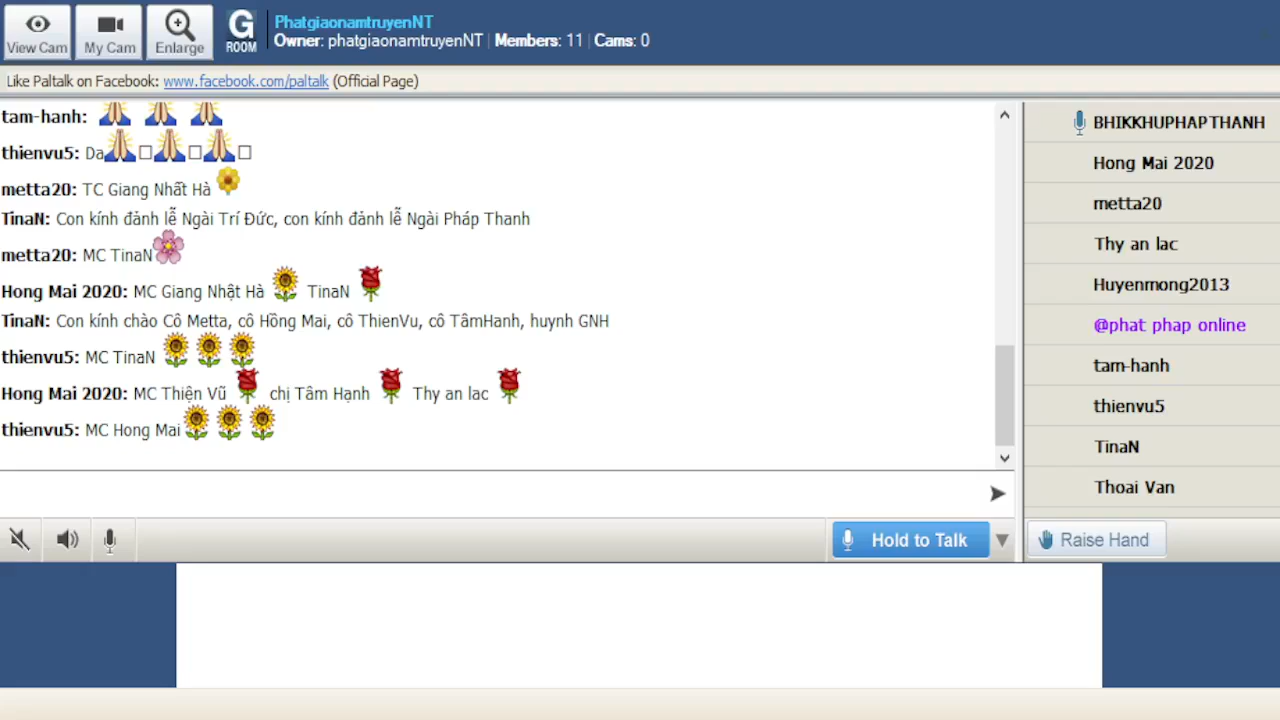 View Cam
My Cam
Enlarge
G
ROOM
PhatgiaonamtruyenNT
Owner: phatgiaonamtruyenNT | Members: 11 | Cams: 0
Like Paltalk on Facebook: www.facebook.com/paltalk (Official Page)
tam-hanh:
thienvu5: Da
metta20: TC Giang Nhất Hà
TinaN: Con kính đảnh lễ Ngài Trí Đức, con kính đảnh lễ Ngài Pháp Thanh
metta20: MC TinaN
Hong Mai 2020: MC Giang Nhật Hà TinaN
TinaN: Con kính chào Cô Metta, cô Hồng Mai, cô ThienVu, cô TâmHanh, huynh GNH
thienvu5: MC TinaN
Hong Mai 2020: MC Thiện Vũ chị Tâm Hạnh Thy an lac
thienvu5: MC Hong Mai
BHIKKHUPHAPTHANH
Hong Mai 2020
metta20
Thy an lac
Huyenmong2013
@phat phap online
tam-hanh
thienvu5
TinaN
Thoai Van
Hold to Talk
Raise Hand